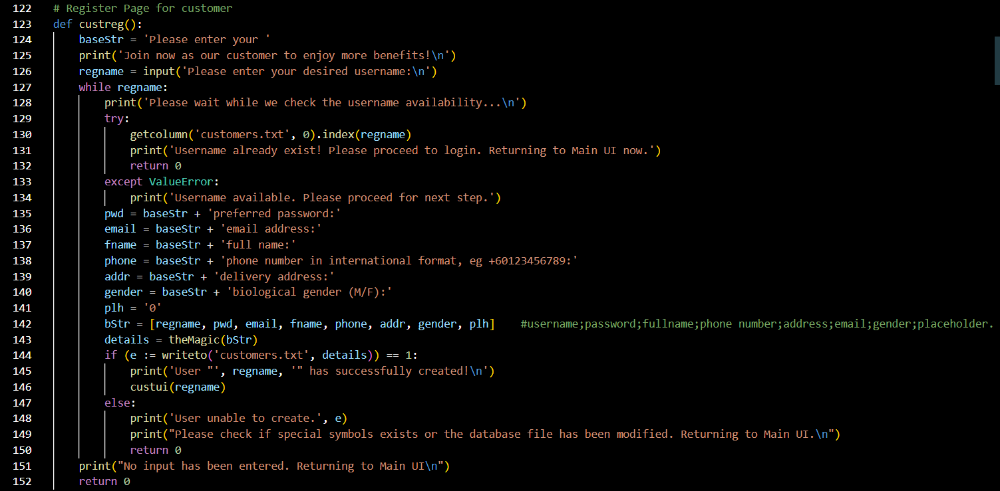 122 # Register Page for customer
123 def custreg():
124     baseStr = 'Please enter your '
125     print('Join now as our customer to enjoy more benefits!\n')
126     regname = input('Please enter your desired username:\n')
127     while regname:
128         print('Please wait while we check the username availability...\n')
129         try:
130             getcolumn('customers.txt', 0).index(regname)
131             print('Username already exist! Please proceed to login. Returning to Main UI now.')
132             return 0
133         except ValueError:
134             print('Username available. Please proceed for next step.')
135         pwd = baseStr + 'preferred password:'
136         email = baseStr + 'email address:'
137         fname = baseStr + 'full name:'
138         phone = baseStr + 'phone number in international format, eg +60123456789:'
139         addr = baseStr + 'delivery address:'
140         gender = baseStr + 'biological gender (M/F):'
141         plh = '0'
142         bStr = [regname, pwd, email, fname, phone, addr, gender, plh]    #username;password;fullname;phone number;address;email;gender;placeholder.
143         details = theMagic(bStr)
144         if (e := writeto('customers.txt', details)) == 1:
145             print('User "', regname, '" has successfully created!\n')
146             custui(regname)
147         else:
148             print('User unable to create.', e)
149             print("Please check if special symbols exists or the database file has been modified. Returning to Main UI.\n")
150             return 0
151     print("No input has been entered. Returning to Main UI\n")
152     return 0